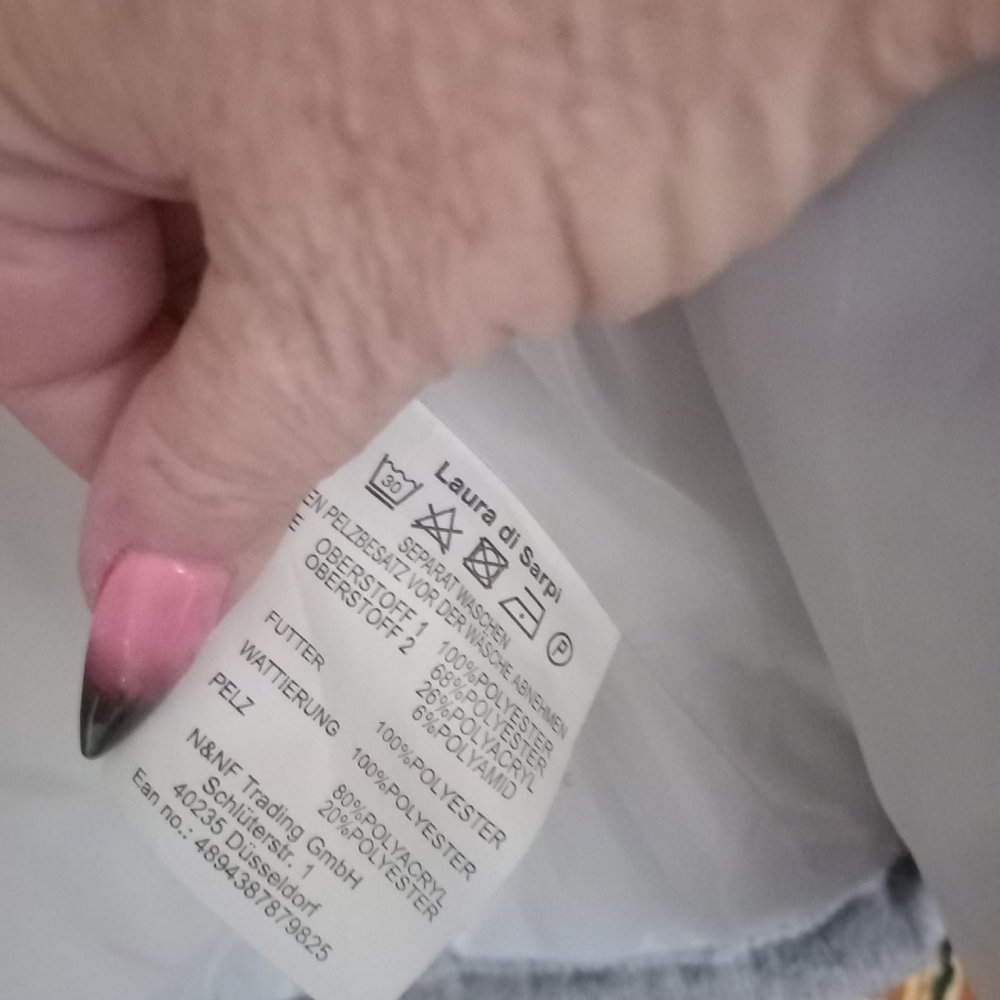 Laura di Sarpi
30
P
SEPARAT WASCHEN
PELZBESATZ VOR DER WÄSCHE ABNEHMEN
OBERSTOFF 1 100%POLYESTER
OBERSTOFF 2 68%POLYESTER
26%POLYACRYL
6%POLYAMID
FUTTER 100%POLYESTER
WATTIERUNG 100%POLYESTER
PELZ 80%POLYACRYL
20%POLYESTER
N&NF Trading GmbH
Schlüterstr. 1
40235 Düsseldorf
Ean no.: 4894387879825